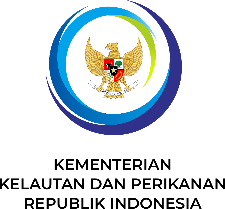 KEMENTERIAN
KELAUTAN DAN PERIKANAN
REPUBLIK INDONESIA